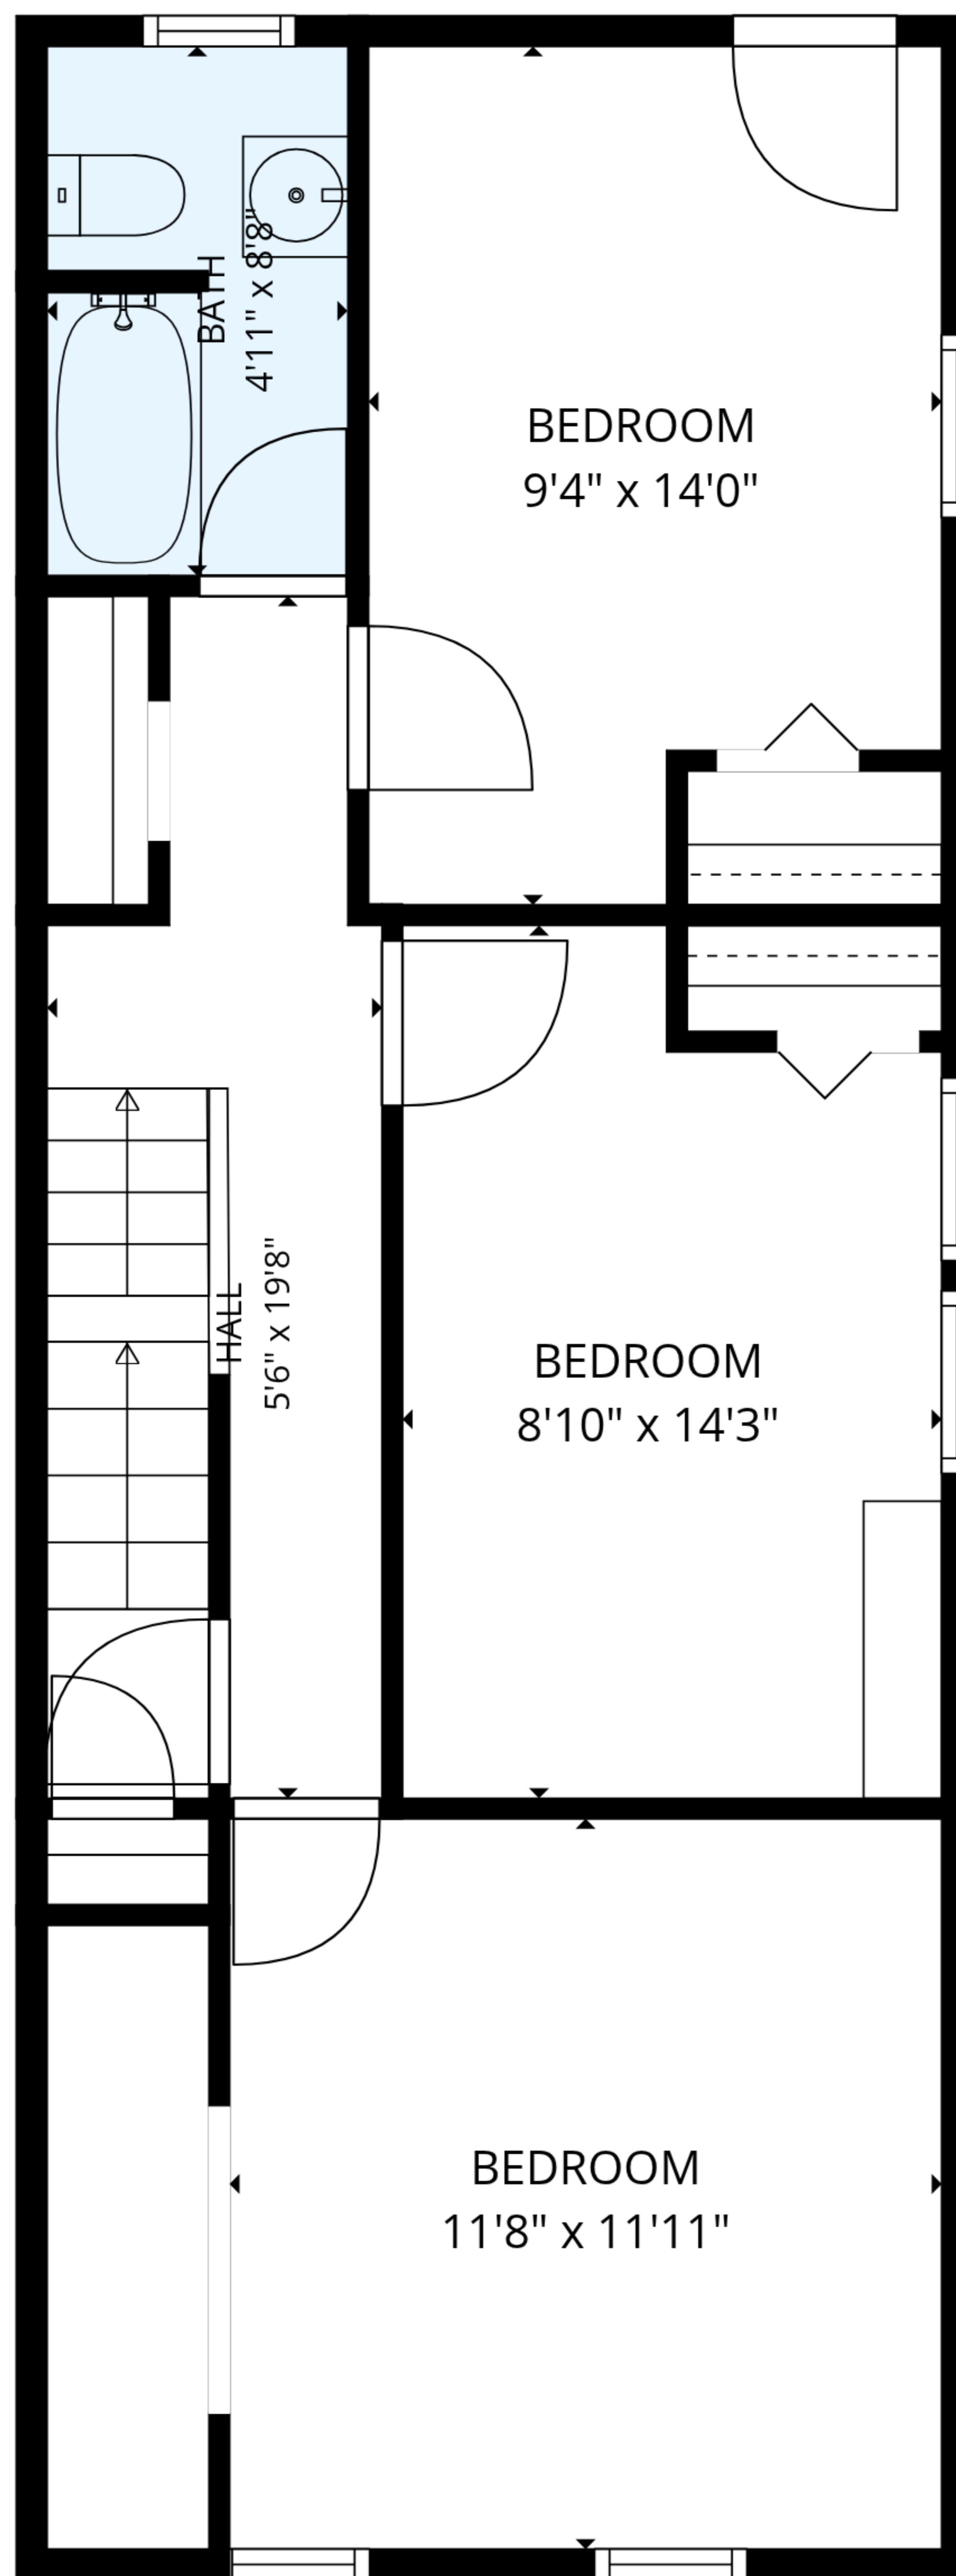 BATH
4'11" x 8'8"
BEDROOM
9'4" x 14'0"
HALL
5'6" x 19'8"
BEDROOM
8'10" x 14'3"
BEDROOM
11'8" x 11'11"